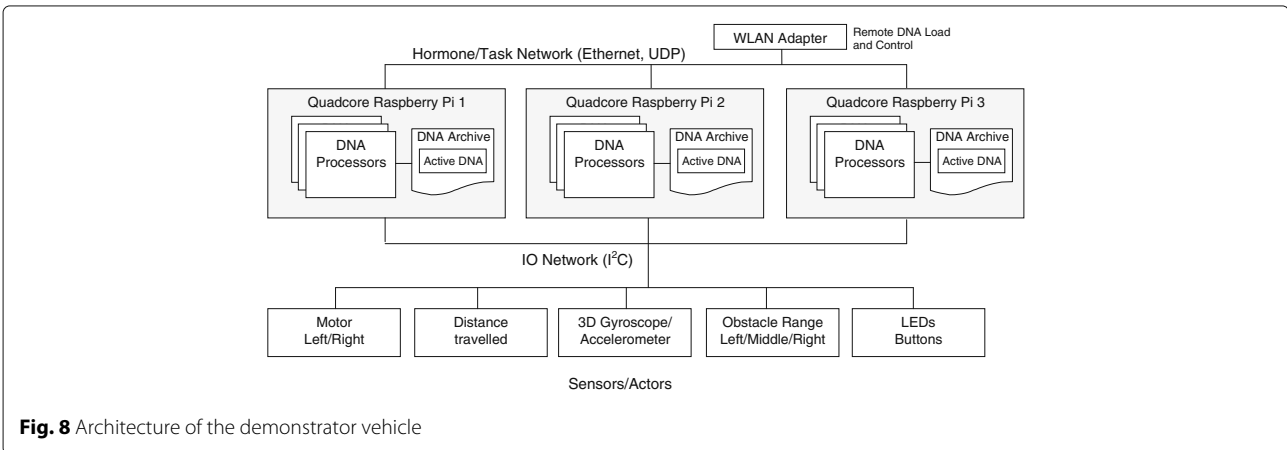 WLAN Adapter
Remote DNA Load
and Control
Hormone/Task Network (Ethernet, UDP)
Quadcore Raspberry Pi 1
DNA
Processors
DNA Archive
Active DNA
Quadcore Raspberry Pi 2
DNA
Processors
DNA Archive
Active DNA
Quadcore Raspberry Pi 3
DNA
Processors
DNA Archive
Active DNA
IO Network (I²C)
Motor
Left/Right
Distance
travelled
3D Gyroscope/
Accelerometer
Obstacle Range
Left/Middle/Right
LEDs
Buttons
Sensors/Actors
Fig. 8 Architecture of the demonstrator vehicle